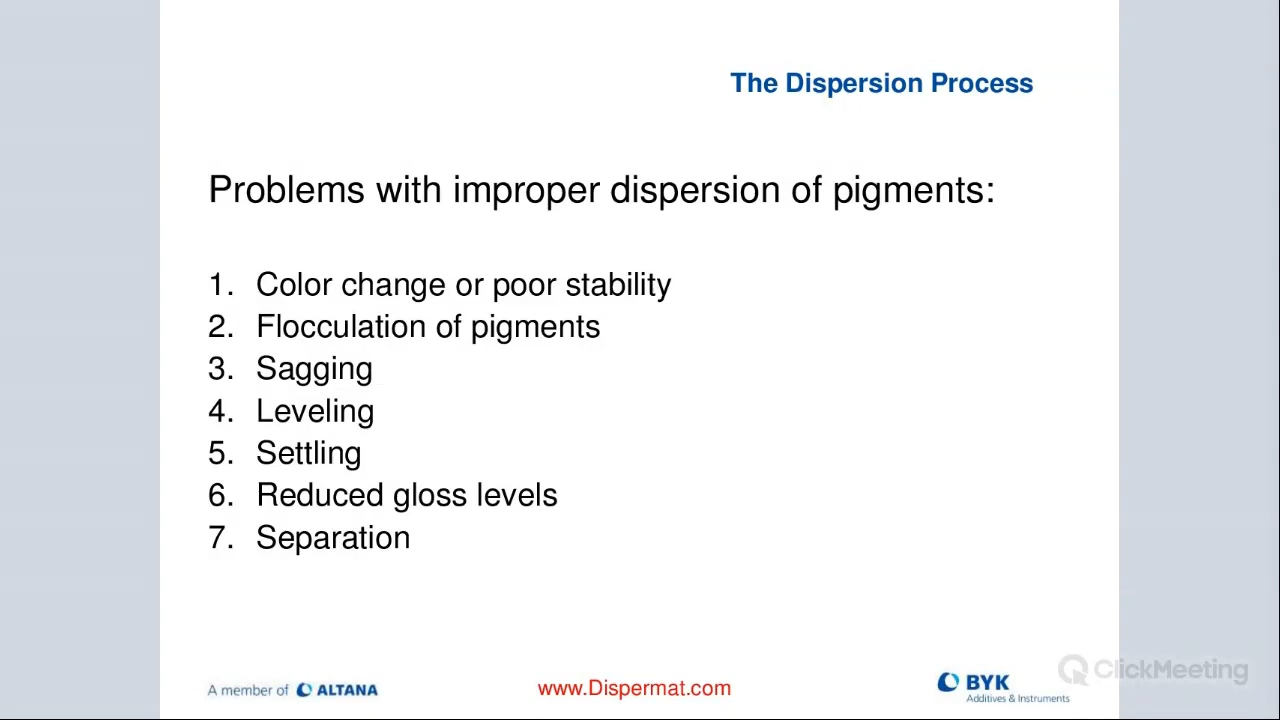 The Dispersion Process
Problems with improper dispersion of pigments:
1. Color change or poor stability
2. Flocculation of pigments
3. Sagging
4. Leveling
5. Settling
6. Reduced gloss levels
7. Separation
A member of ALTANA
www.Dispermat.com
BYK
Additives & Instruments
ClickMeeting